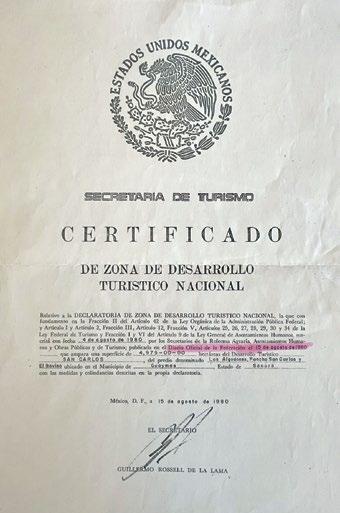 ESTADOS UNIDOS MEXICANOS
SECRETARIA DE TURISMO
CERTIFICADO
DE ZONA DE DESARROLLO
TURISTICO NACIONAL
Relativo a la DECLARATORIA DE ZONA DE DESARROLLO TURISTICO NACIONAL, la que con
fundamento en la Fracción II del Artículo 42 de la Ley Orgánica de la Administración Pública Federal;
y Artículo I y Artículo 2, Fracción III, Artículo 12, Fracción V, Artículos 25, 26, 27, 28, 29, 30 y 34 de la
Ley Federal de Turismo y Fracción I y VI del Artículo 9 de la Ley General de Asentamientos Humanos,
con fecha 4 de agosto de 1980, por los Secretarios de la Reforma Agraria, Asentamientos Huma-
nos y Obras Públicas y de Turismo; publicada en el Diario Oficial de la Federación el 15 de agosto de 1980
que ampara una superficie de 4,979-00-00 hectáreas del Desarrollo Turístico
SAN CARLOS del predio denominado Los Algodones, Rancho San Carlos y
El Baviso ubicado en el Municipio de Guaymas Estado de Sonora
con las medidas y colindancias descritas en la propia declaratoria.
México, D. F., a 15 de agosto de 1980
EL SECRETARIO
GUILLERMO ROSSELL DE LA LAMA